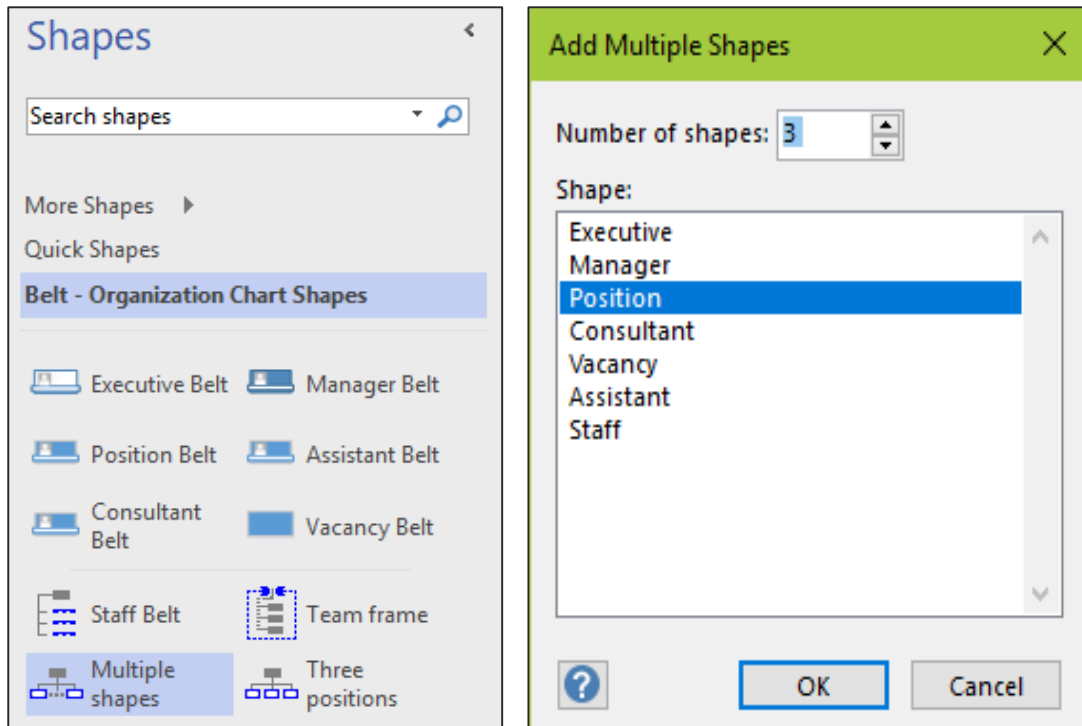 Shapes
Search shapes
More Shapes
Quick Shapes
Belt - Organization Chart Shapes
Executive Belt
Manager Belt
Position Belt
Assistant Belt
Consultant
Belt
Vacancy Belt
Staff Belt
Team frame
Multiple
shapes
Three
positions
Add Multiple Shapes
Number of shapes: 3
Shape:
Executive
Manager
Position
Consultant
Vacancy
Assistant
Staff
?
OK
Cancel